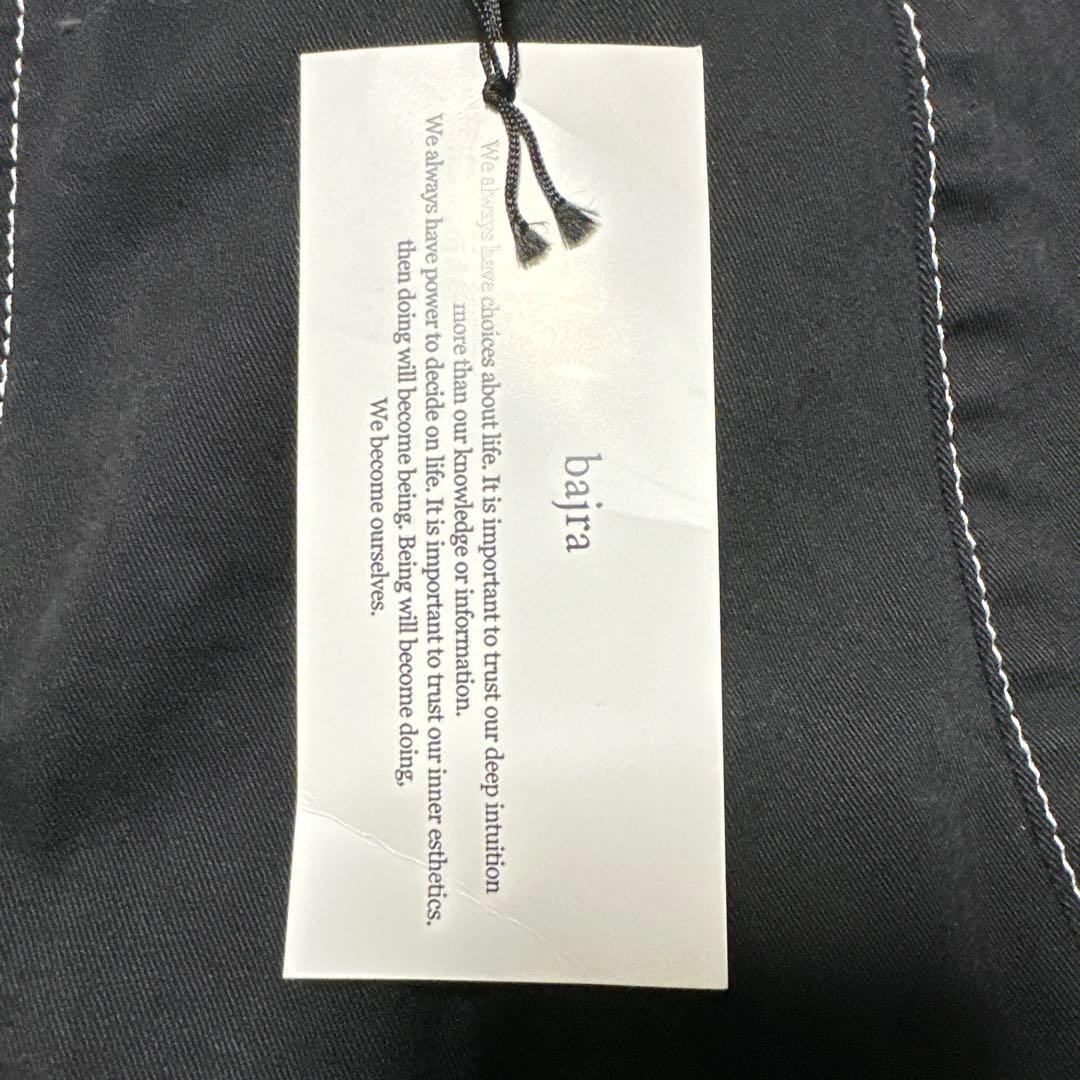 bajra
We always have choices about life. It is important to trust our deep intuition
more than our knowledge or information.
We always have power to decide on life. It is important to trust our inner esthetics.
then doing will become being. Being will become doing,
We become ourselves.